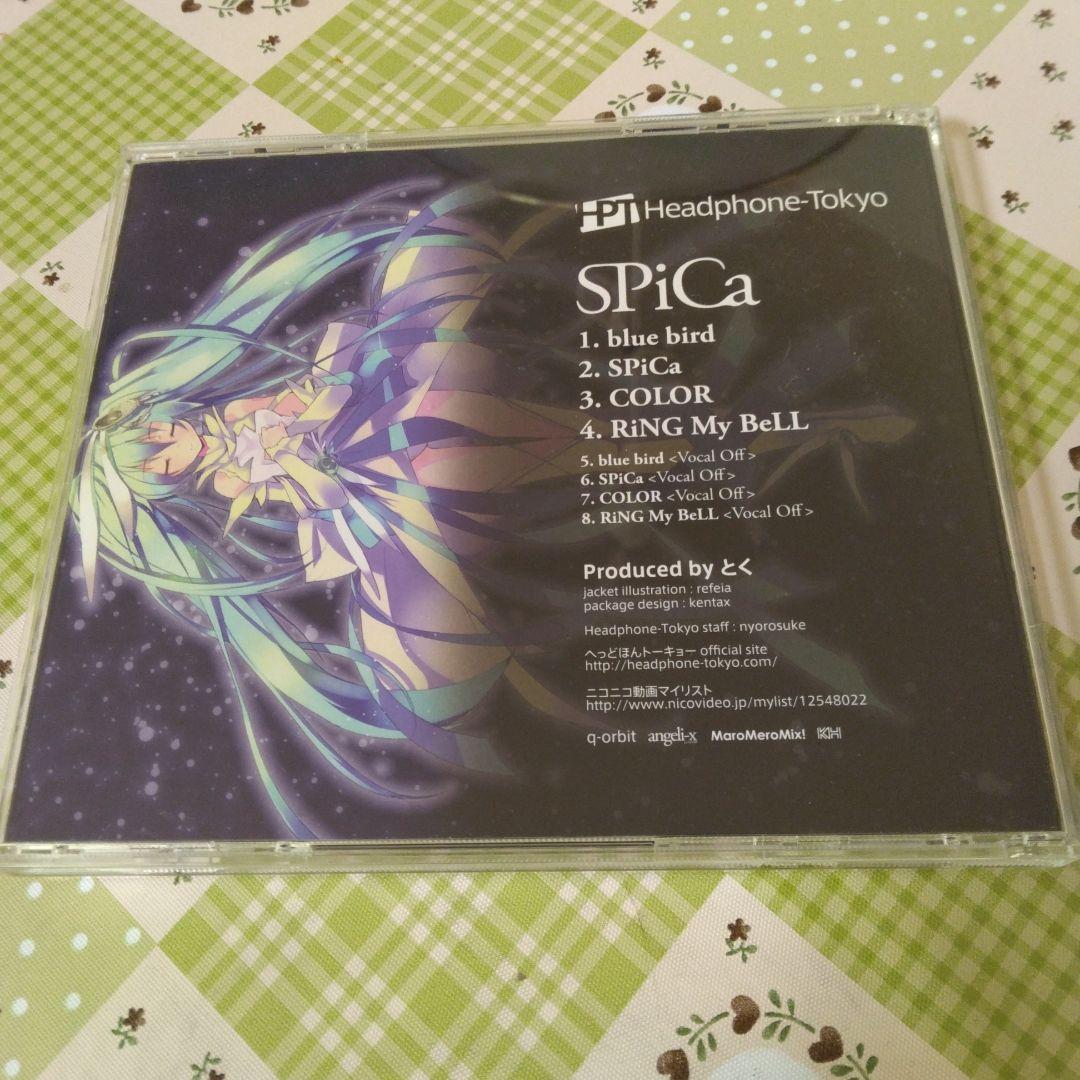 HPT Headphone-Tokyo
SPiCa
1. blue bird
2. SPiCa
3. COLOR
4. RiNG My BeLL
5. blue bird <Vocal Off>
6. SPiCa <Vocal Off>
7. COLOR <Vocal Off>
8. RiNG My BeLL <Vocal Off>
Produced by とく
jacket illustration : refeia
package design : kentax
Headphone-Tokyo staff : nyorosuke
へっどほんトーキョー official site
http://headphone-tokyo.com/
ニコニコ動画マイリスト
http://www.nicovideo.jp/mylist/12548022
q-orbit angeli-x MaroMeroMix! KH